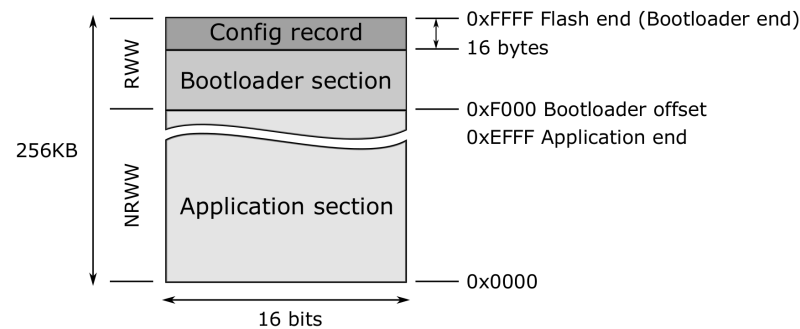 Config record
0xFFFF Flash end (Bootloader end)
16 bytes
RWW
Bootloader section
0xF000 Bootloader offset
0xEFFF Application end
256KB
NRWW
Application section
0x0000
16 bits